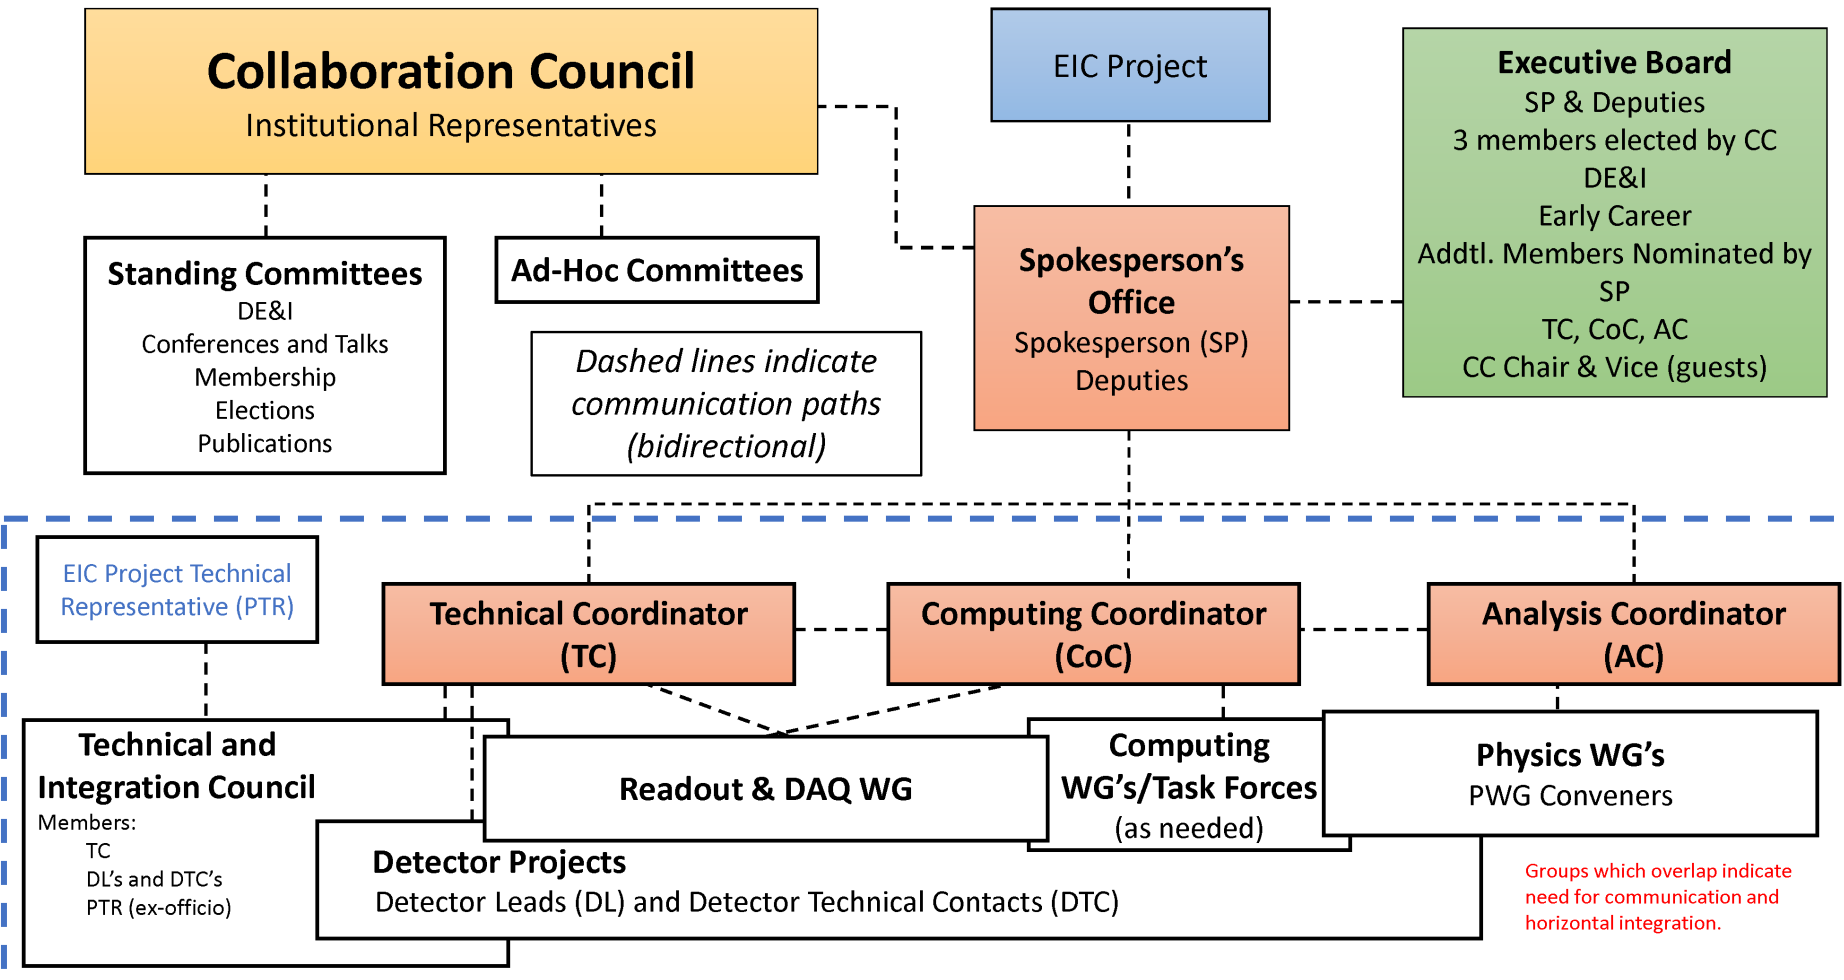 Collaboration Council
Institutional Representatives
EIC Project
Executive Board
SP & Deputies
3 members elected by CC
DE&I
Early Career
Addtl. Members Nominated by
SP
TC, CoC, AC
CC Chair & Vice (guests)
Standing Committees
DE&I
Conferences and Talks
Membership
Elections
Publications
Ad-Hoc Committees
Dashed lines indicate
communication paths
(bidirectional)
Spokesperson's
Office
Spokesperson (SP)
Deputies
EIC Project Technical
Representative (PTR)
Technical Coordinator
(TC)
Computing Coordinator
(CoC)
Analysis Coordinator
(AC)
Technical and
Integration Council
Members:
TC
DL's and DTC's
PTR (ex-officio)
Readout & DAQ WG
Computing
WG's/Task Forces
(as needed)
Physics WG's
PWG Conveners
Detector Projects
Detector Leads (DL) and Detector Technical Contacts (DTC)
Groups which overlap indicate
need for communication and
horizontal integration.